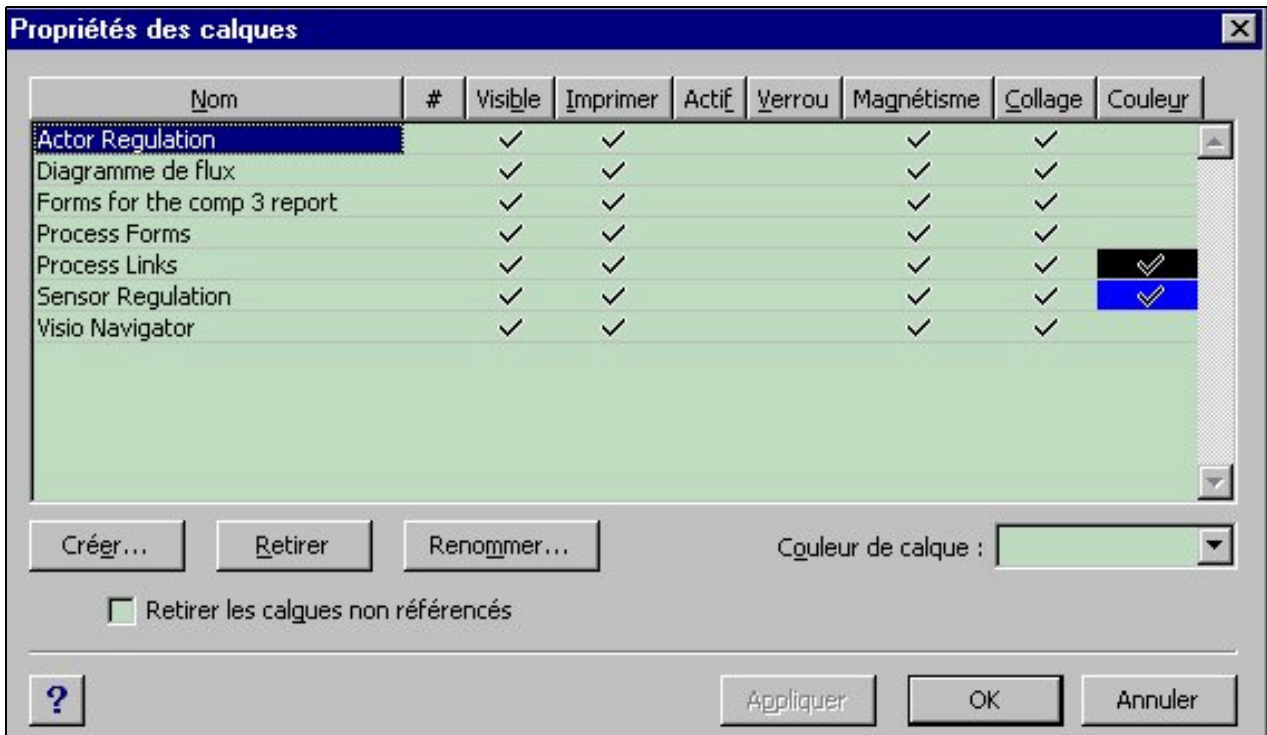 Propriétés des calques
Nom # Visible Imprimer Actif Verrou Magnétisme Collage Couleur
Actor Regulation
Diagramme de flux
Forms for the comp 3 report
Process Forms
Process Links
Sensor Regulation
Visio Navigator
Créer... Retirer Renommer... Couleur de calque :
Retirer les calques non référencés
? Appliquer OK Annuler